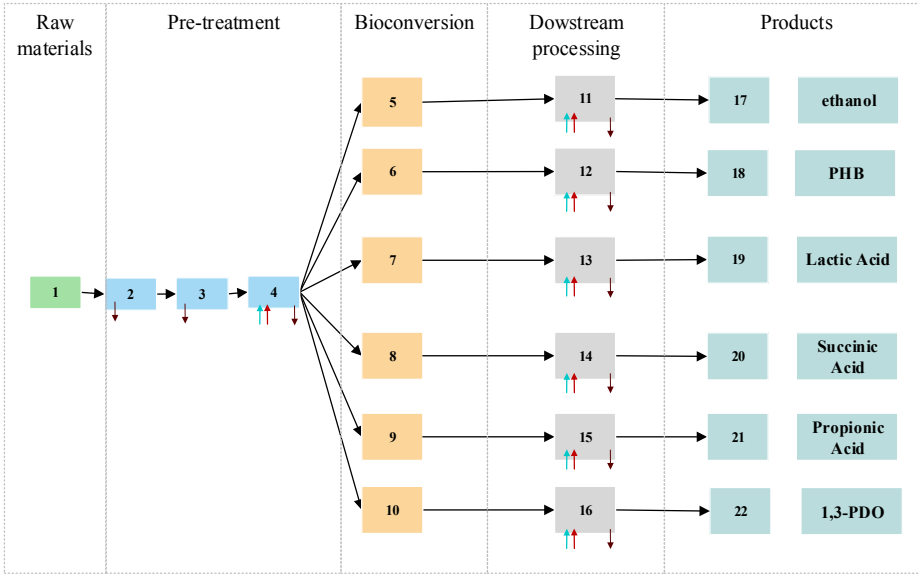 Raw
materials
Pre-treatment
Bioconversion
Dowstream
processing
Products
5
11
17
ethanol
6
12
18
PHB
7
13
19
Lactic Acid
1
2
3
4
8
14
20
Succinic
Acid
9
15
21
Propionic
Acid
10
16
22
1,3-PDO